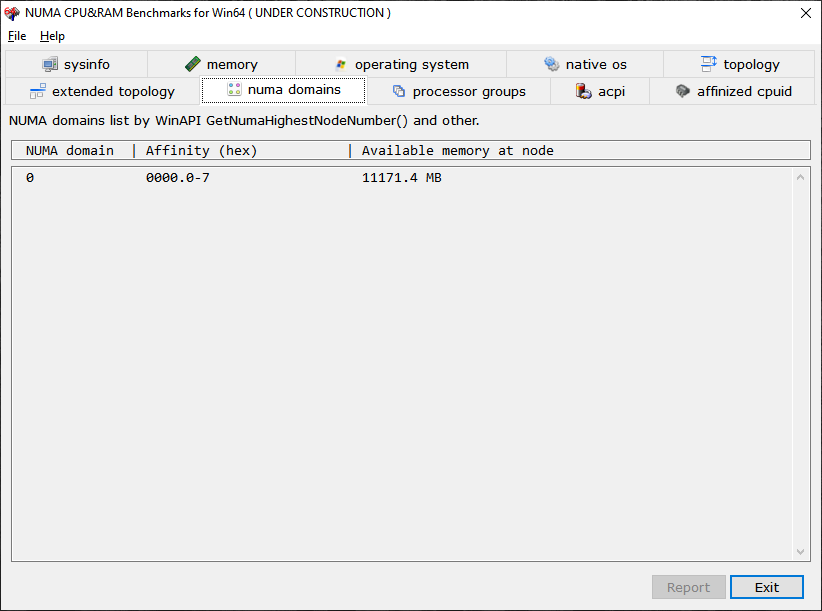 NUMA CPU&RAM Benchmarks for Win64 ( UNDER CONSTRUCTION )
File Help
sysinfo memory operating system native os topology
extended topology numa domains processor groups acpi affinized cpuid
NUMA domains list by WinAPI GetNumaHighestNodeNumber() and other.
NUMA domain | Affinity (hex) | Available memory at node
0 0000.0-7 11171.4 MB
Report Exit